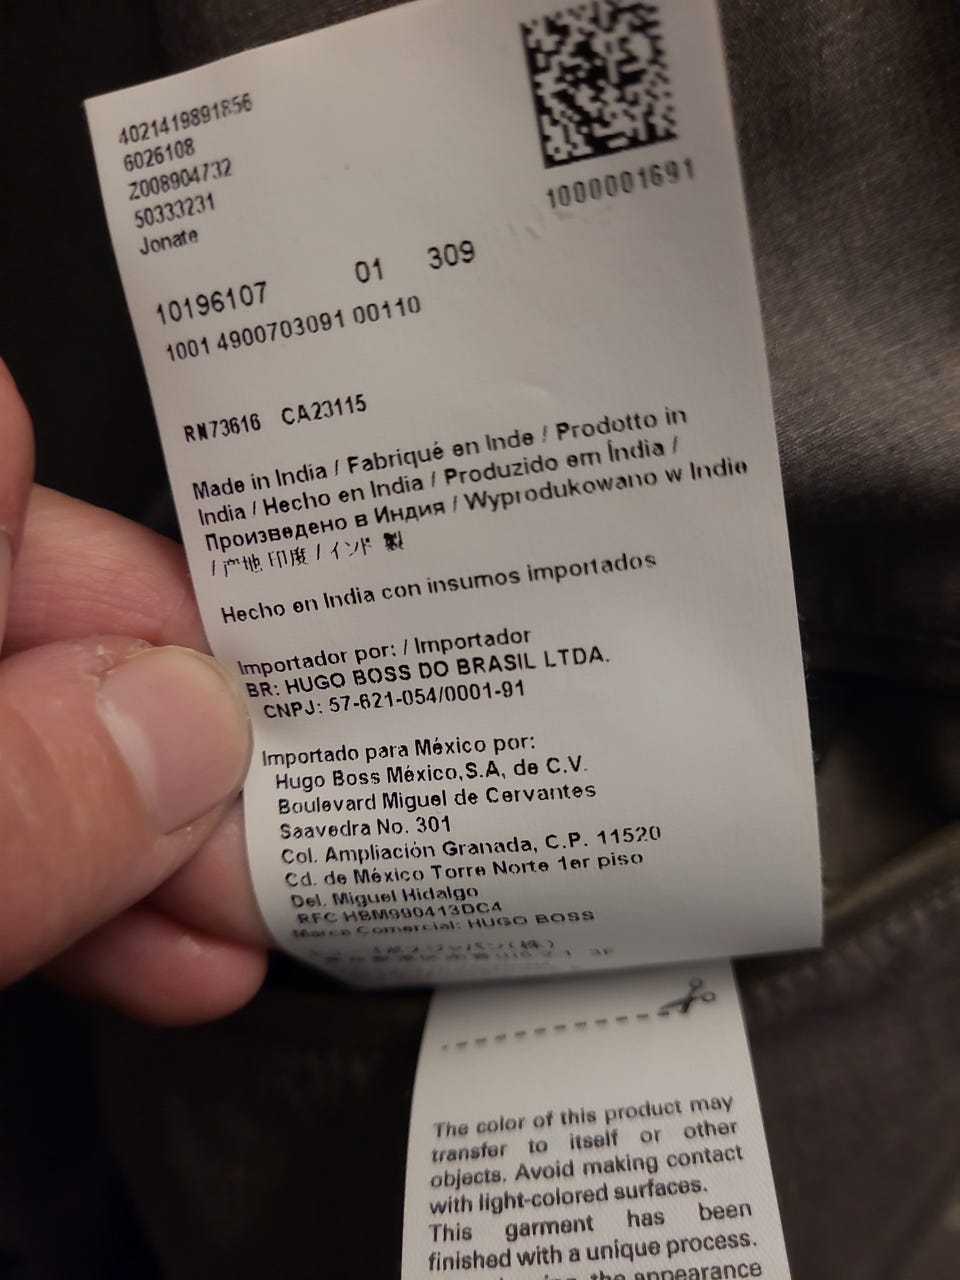 4021419891856
6026108
Z008904732
50333231
Jonate
1000001691
10196107 01 309
1001 4900703091 00110
RN73616 CA23115
Made in India / Fabriqué en Inde / Prodotto in
India / Hecho en India / Produzido em Índia /
Произведено в Индия / Wyprodukowano w Indie
/ 产地 印度 / インド 製
Hecho en India con insumos importados
Importador por: / Importador
BR: HUGO BOSS DO BRASIL LTDA.
CNPJ: 57-621-054/0001-91
Importado para México por:
Hugo Boss México,S.A, de C.V.
Boulevard Miguel de Cervantes
Saavedra No. 301
Col. Ampliación Granada, C.P. 11520
Cd. de México Torre Norte 1er piso
Del. Miguel Hidalgo
RFC HBM990413DC4
Marca Comercial: HUGO BOSS
The color of this product may
transfer to itself or other
objects. Avoid making contact
with light-colored surfaces.
This garment has been
finished with a unique process.
the appearance